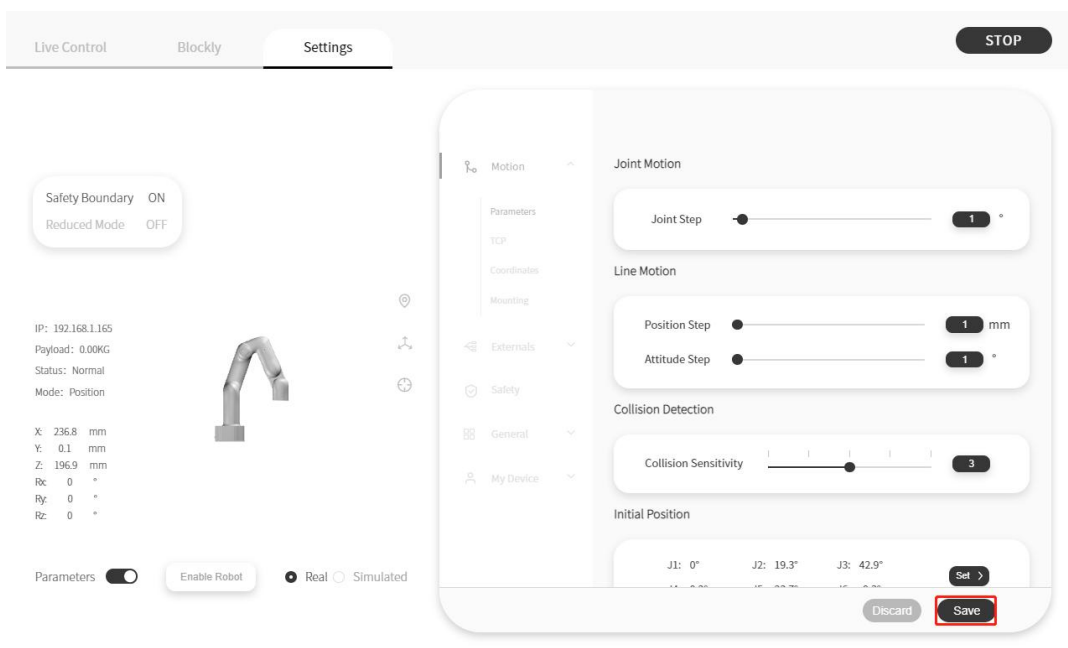 Live Control Blockly Settings STOP
Safety Boundary ON
Reduced Mode OFF
IP: 192.168.1.165
Payload: 0.00KG
Status: Normal
Mode: Position
X: 236.8 mm
Y: 0.1 mm
Z: 196.9 mm
Rx: 0 °
Ry: 0 °
Rz: 0 °
Parameters Enable Robot Real Simulated
Motion
Parameters
TCP
Coordinates
Mounting
Externals
Safety
General
My Device
Joint Motion
Joint Step 1 °
Line Motion
Position Step 1 mm
Attitude Step 1 °
Collision Detection
Collision Sensitivity 3
Initial Position
J1: 0° J2: 19.3° J3: 42.9°
Set >
Discard Save